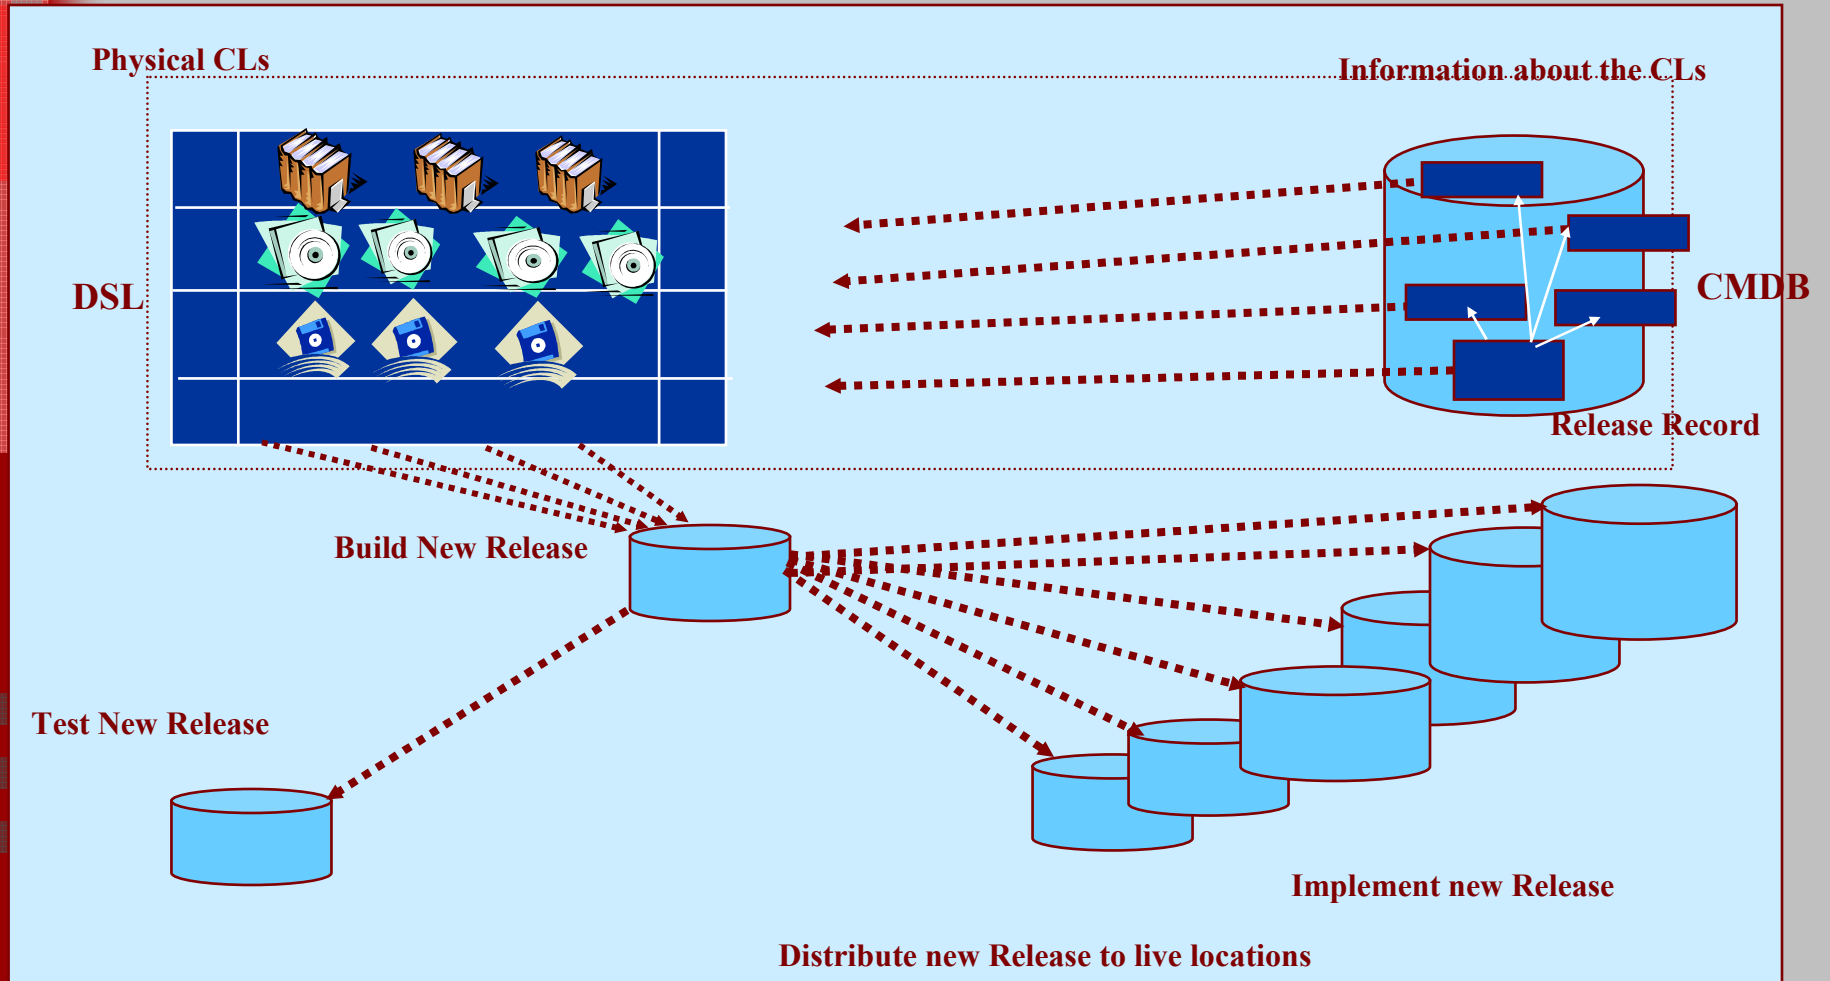 Physical CLs
Information about the CLs
DSL
CMDB
Release Record
Build New Release
Test New Release
Implement new Release
Distribute new Release to live locations